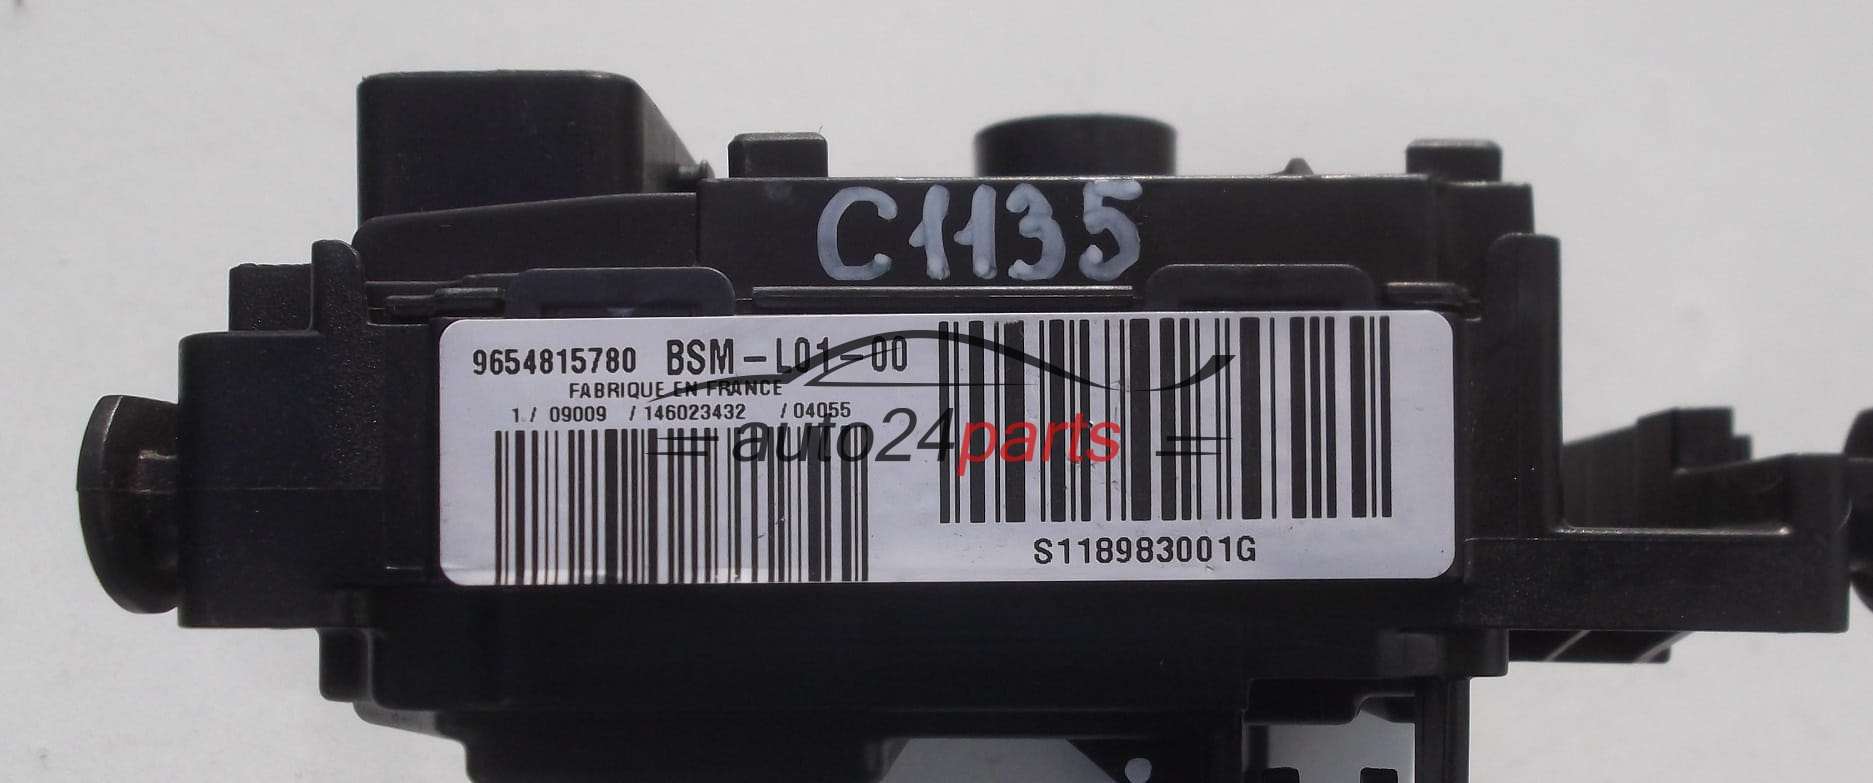 C1135
9654815780 BSM-L01-00
FABRIQUE EN FRANCE
1/ 09009 /146023432 /04055
auto24parts
S118983001G